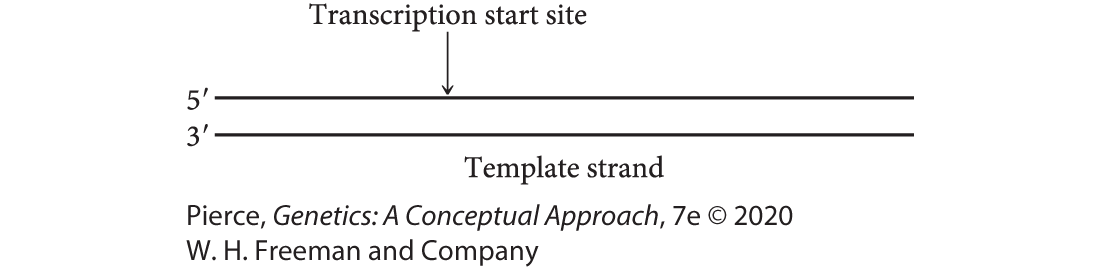 Transcription start site
5′
3′
Template strand
Pierce, Genetics: A Conceptual Approach, 7e © 2020
W. H. Freeman and Company